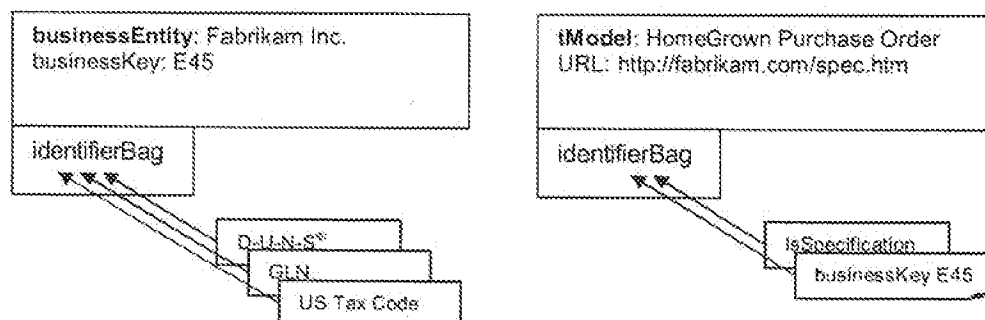 businessEntity: Fabrikam Inc.
businessKey: E45
identifierBag
D-U-N-S®
GLN
US Tax Code
tModel: HomeGrown Purchase Order
URL: http://fabrikam.com/spec.htm
identifierBag
IsSpecification
businessKey E45